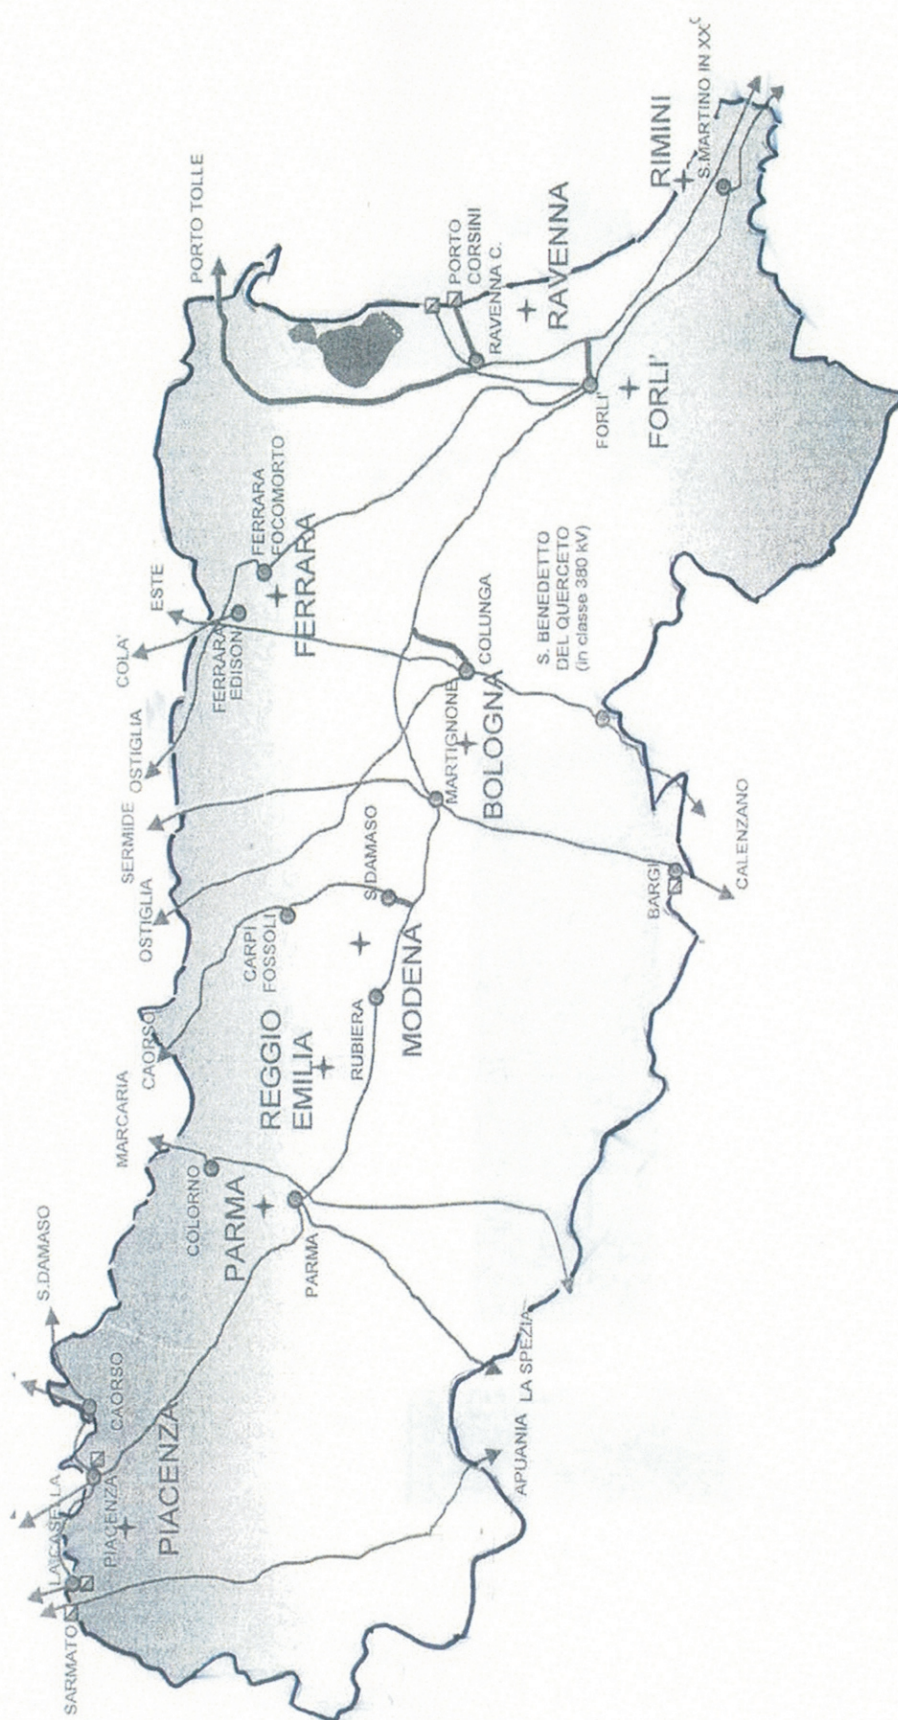 SARMATO
LA CASELLA
PIACENZA
PIACENZA
CAORSO
S.DAMASO
APUANIA
LA SPEZIA
PARMA
PARMA
COLORNO
MARCARIA
CAORSO
REGGIO
EMILIA
RUBIERA
MODENA
CARPI
FOSSOLI
S.DAMASO
OSTIGLIA
SERMIDE
OSTIGLIA
COLA'
ESTE
BARGI
CALENZANO
MARTIGNONE
BOLOGNA
COLUNGA
S. BENEDETTO
DEL QUERCETO
(in classe 380 kV)
FERRARA
EDISON
FERRARA
FERRARA
FOCOMORTO
PORTO TOLLE
FORLI'
FORLI'
RAVENNA C.
PORTO
CORSINI
RAVENNA
RIMINI
S.MARTINO IN XX